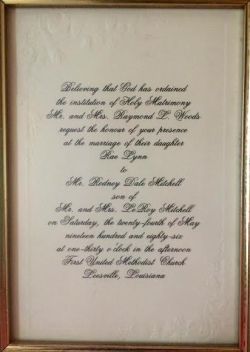 Believing that God has ordained
the institution of Holy Matrimony
Mr. and Mrs. Raymond L. Woods
request the honour of your presence
at the marriage of their daughter
Rae Lynn
to
Mr. Rodney Dale Mitchell
son of
Mr. and Mrs. LeRoy Mitchell
on Saturday, the twenty-fourth of May
nineteen hundred and eighty-six
at one-thirty o'clock in the afternoon
First United Methodist Church
Leesville, Louisiana